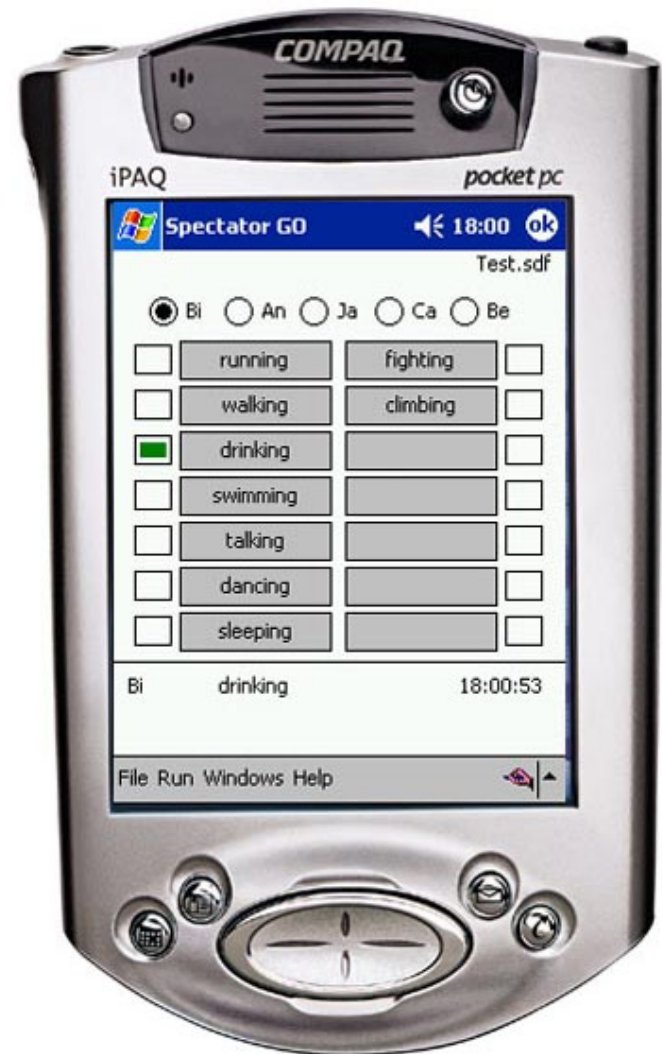 COMPAQ
iPAQ pocket pc
Spectator GO 18:00 ok
Test.sdf
Bi An Ja Ca Be
running fighting
walking climbing
drinking
swimming
talking
dancing
sleeping
Bi drinking 18:00:53
File Run Windows Help